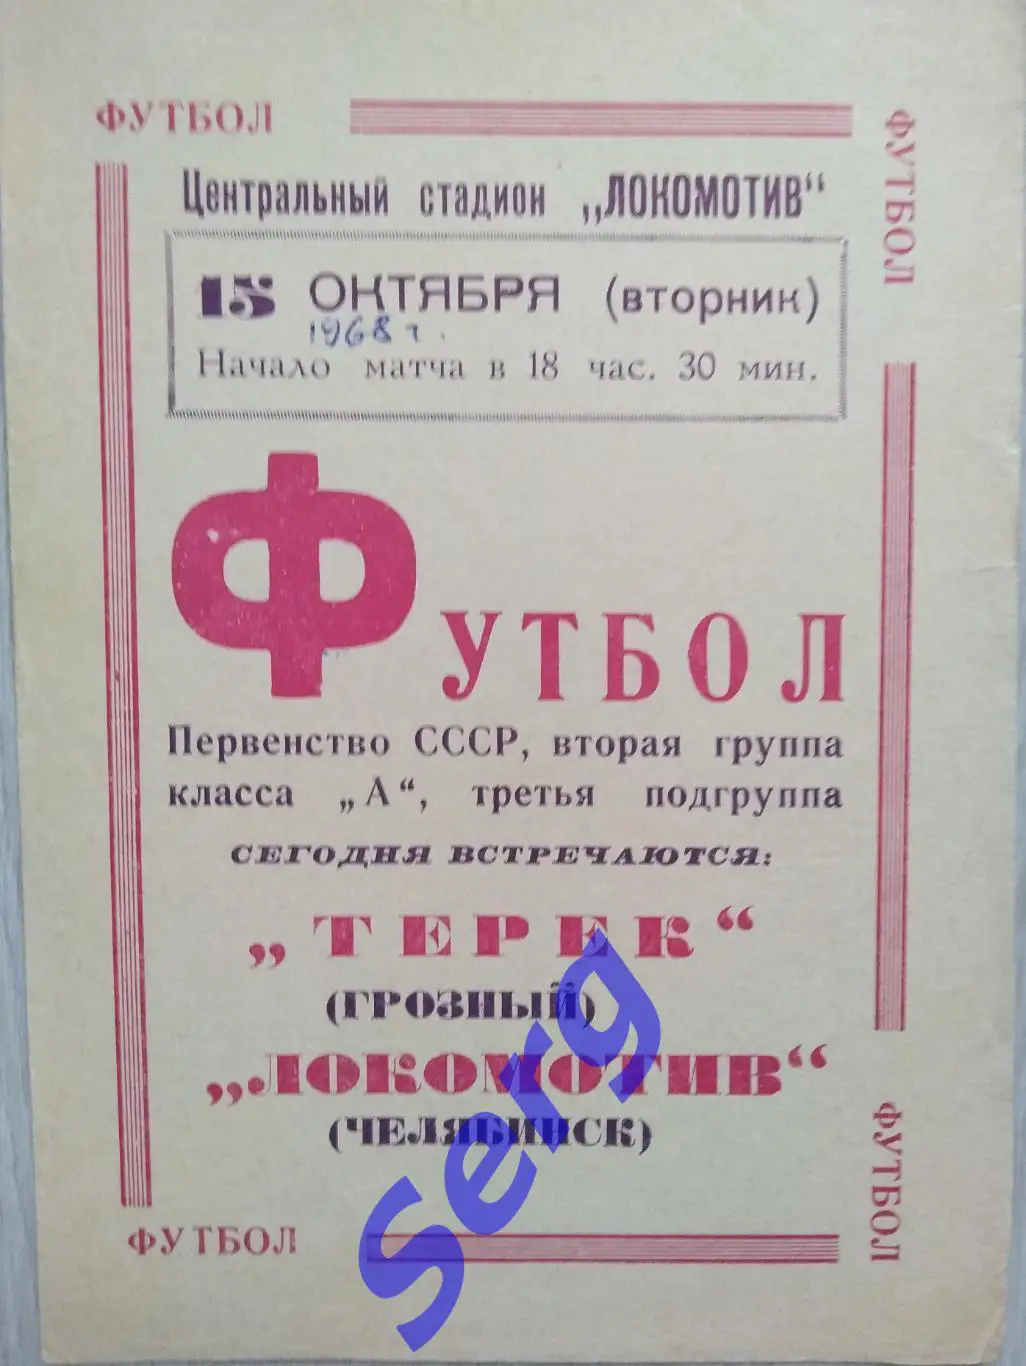 ФУТБОЛ
ФУТБОЛ
Центральный стадион „ЛОКОМОТИВ“
15 ОКТЯБРЯ (вторник)
1968 г.
Начало матча в 18 час. 30 мин.
ФУТБОЛ
Первенство СССР, вторая группа
класса „А“, третья подгруппа
СЕГОДНЯ ВСТРЕЧАЮТСЯ:
„ТЕРЕК“
(ГРОЗНЫЙ)
„ЛОКОМОТИВ“
(ЧЕЛЯБИНСК)
Serg
ФУТБОЛ
ФУТБОЛ